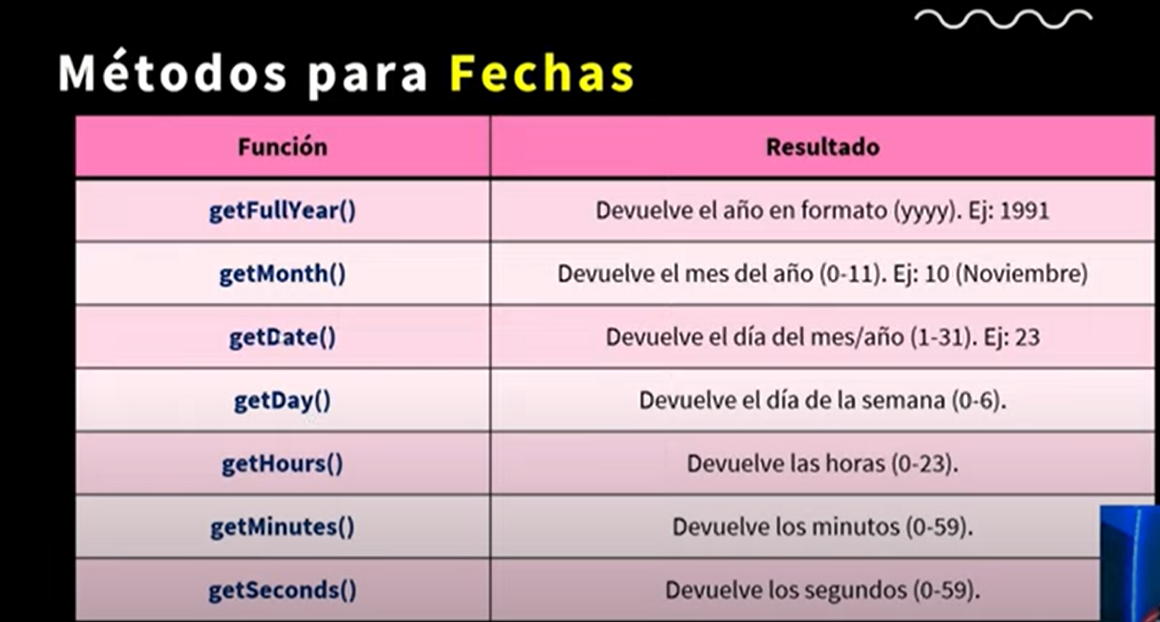 Métodos para Fechas
Función Resultado
getFullYear() Devuelve el año en formato (yyyy). Ej: 1991
getMonth() Devuelve el mes del año (0-11). Ej: 10 (Noviembre)
getDate() Devuelve el día del mes/año (1-31). Ej: 23
getDay() Devuelve el día de la semana (0-6).
getHours() Devuelve las horas (0-23).
getMinutes() Devuelve los minutos (0-59).
getSeconds() Devuelve los segundos (0-59).